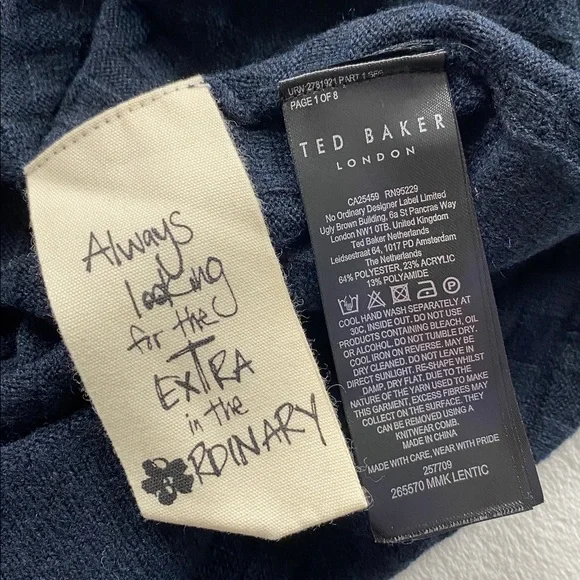 Always
looking
for the
EXTRA
in the
RDINARY
URN 2781921 PART 1 SP6
PAGE 1 OF 8
TED BAKER
LONDON
CA25459 RN95229
No Ordinary Designer Label Limited
Ugly Brown Building, 6a St Pancras Way
London NW1 0TB. United Kingdom
Ted Baker Netherlands
Leidsestraat 64, 1017 PD Amsterdam
The Netherlands
64% POLYESTER, 23% ACRYLIC
13% POLYAMIDE
COOL HAND WASH SEPARATELY AT
30C, INSIDE OUT. DO NOT USE
PRODUCTS CONTAINING BLEACH, OIL
OR SOFTENER. DO NOT TUMBLE DRY.
COOL IRON ON REVERSE. MAY BE
DRY CLEANED. DO NOT LEAVE IN
DIRECT SUNLIGHT. RE-SHAPE WHILST
DAMP. DRY FLAT. DUE TO THE
NATURE OF THE YARN USED TO MAKE
THIS GARMENT, EXCESS FIBRES MAY
COLLECT ON THE SURFACE. THEY
CAN BE REMOVED USING A
KNITWEAR COMB.
MADE IN CHINA
MADE WITH CARE, WEAR WITH PRIDE
257709
265570 MMK LENTIC